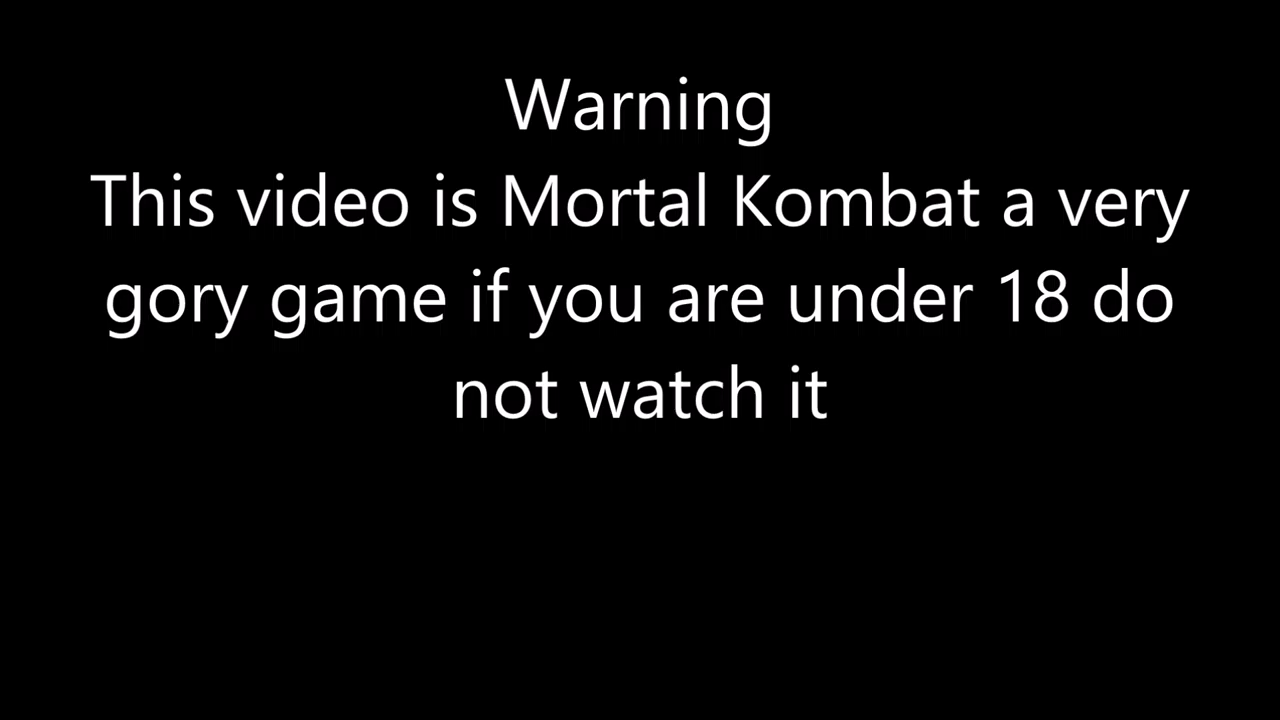 Warning
This video is Mortal Kombat a very
gory game if you are under 18 do
not watch it